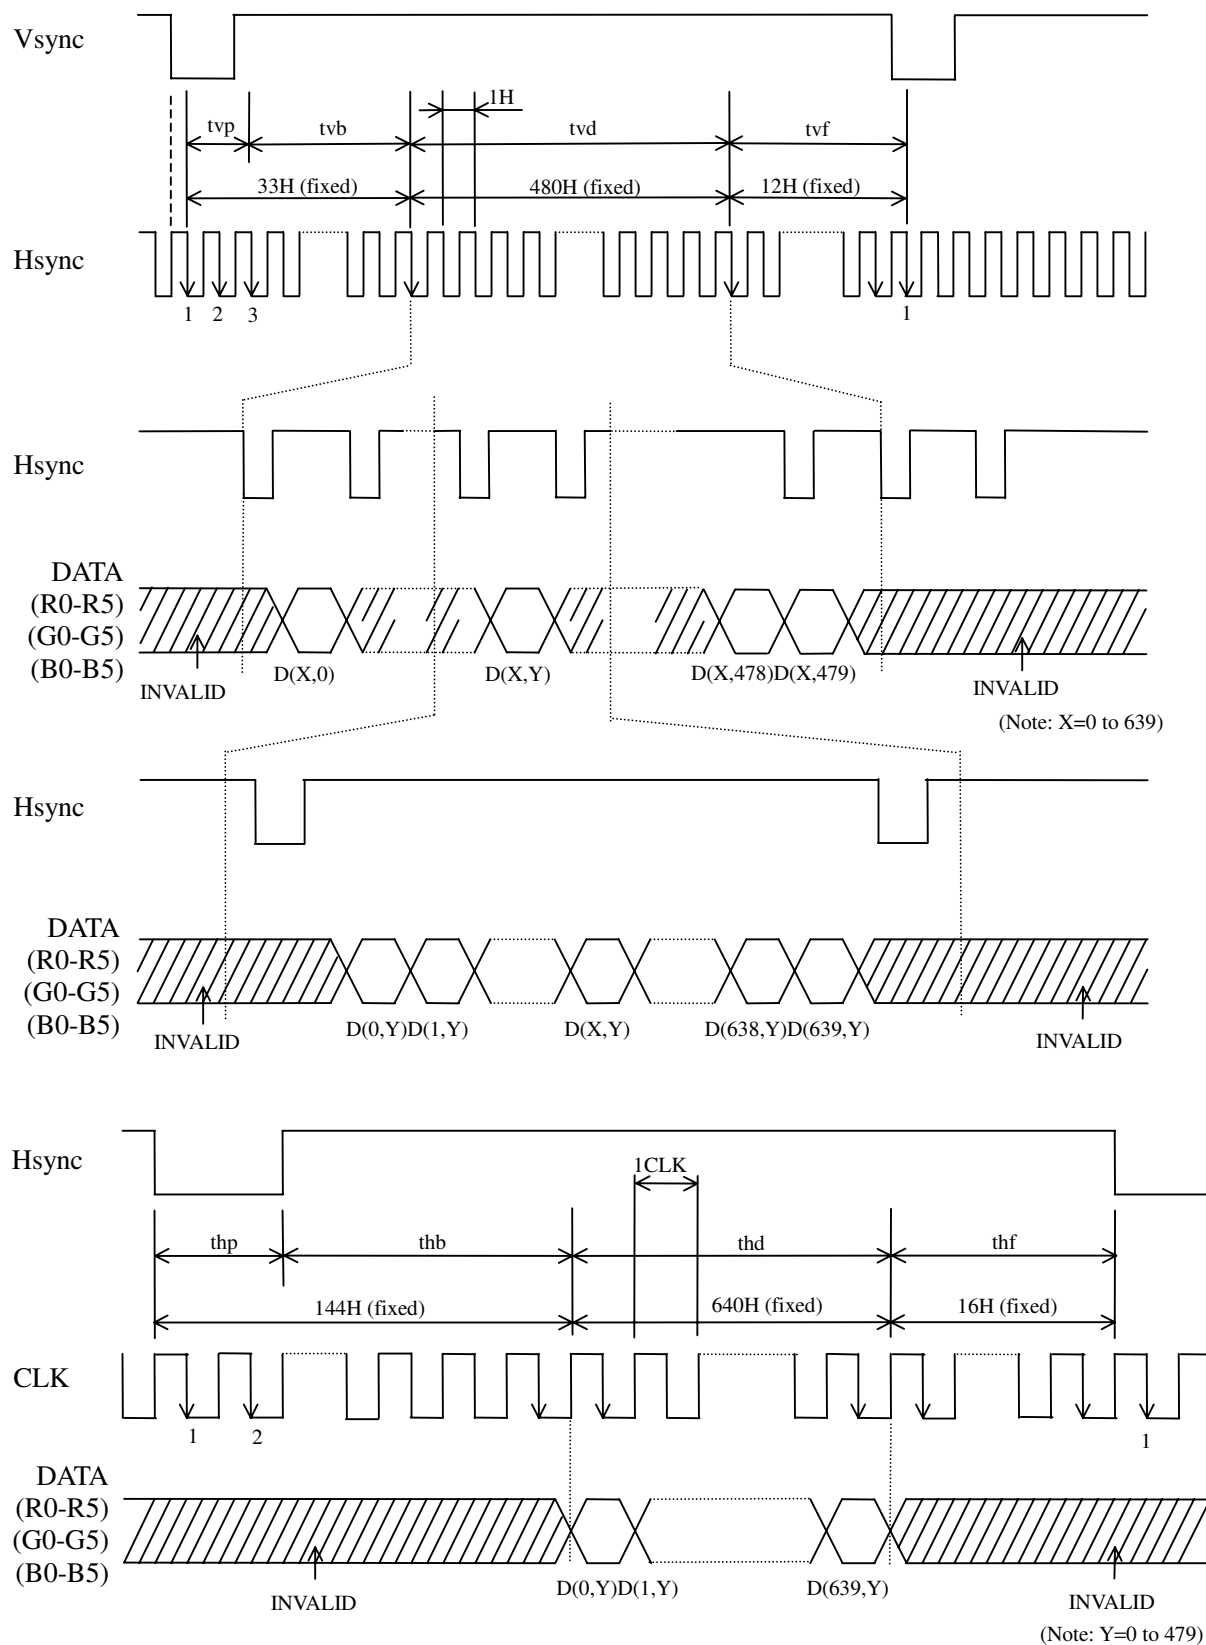 Vsync
1H
tvp tvb tvd tvf
33H (fixed) 480H (fixed) 12H (fixed)
Hsync
1 2 3 1
Hsync
DATA
(R0-R5)
(G0-G5)
(B0-B5)
INVALID D(X,0) D(X,Y) D(X,478)D(X,479) INVALID
(Note: X=0 to 639)
Hsync
DATA
(R0-R5)
(G0-G5)
(B0-B5)
INVALID D(0,Y)D(1,Y) D(X,Y) D(638,Y)D(639,Y) INVALID
Hsync
1CLK
thp thb thd thf
144H (fixed) 640H (fixed) 16H (fixed)
CLK
1 2 1
DATA
(R0-R5)
(G0-G5)
(B0-B5)
INVALID D(0,Y)D(1,Y) D(639,Y) INVALID
(Note: Y=0 to 479)